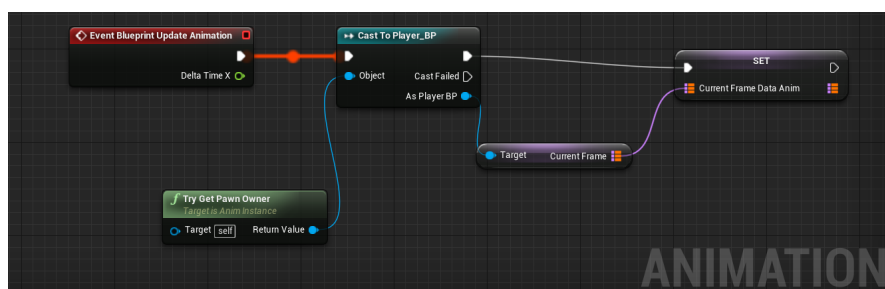 Event Blueprint Update Animation
Delta Time X
Cast To Player_BP
Object
Cast Failed
As Player BP
SET
Current Frame Data Anim
Target
Current Frame
Try Get Pawn Owner
Target is Anim Instance
Target self
Return Value
ANIMATION